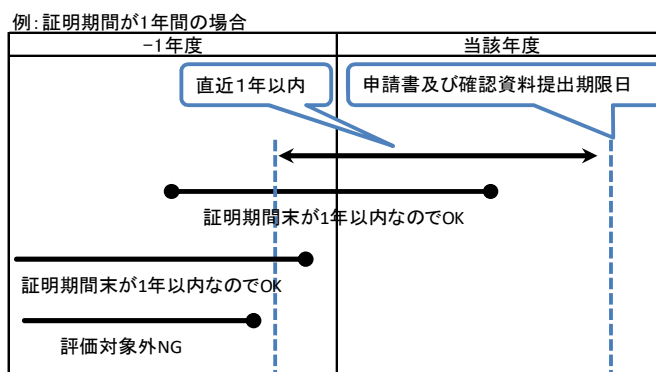 例：証明期間が1年間の場合
-1年度
当該年度
直近1年以内
申請書及び確認資料提出期限日
証明期間末が1年以内なのでOK
証明期間末が1年以内なのでOK
評価対象外NG